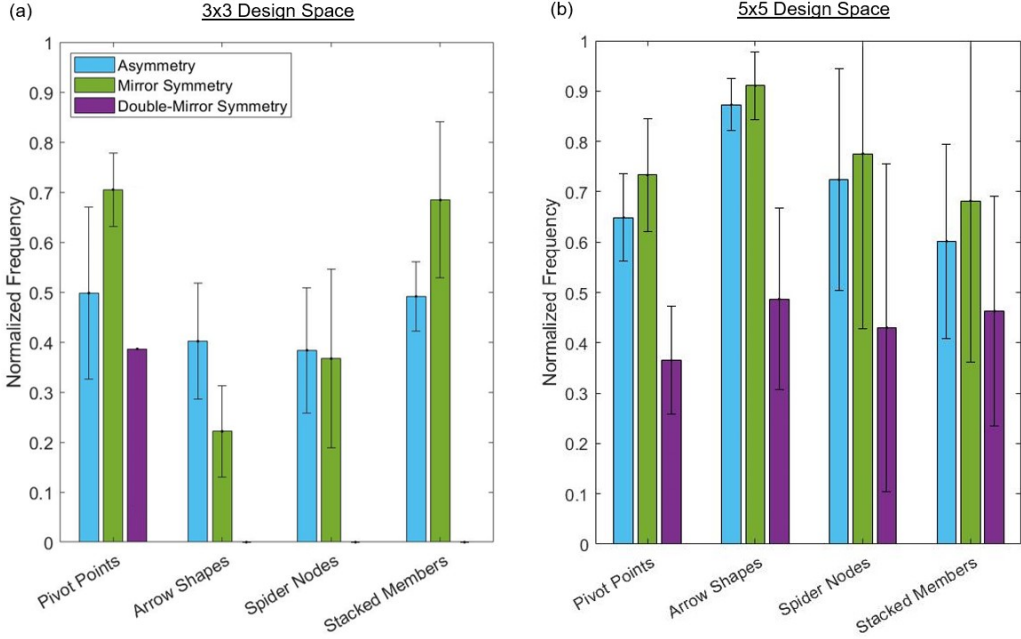 (a)
3x3 Design Space
Normalized Frequency
1
0.9
0.8
0.7
0.6
0.5
0.4
0.3
0.2
0.1
0
Asymmetry
Mirror Symmetry
Double-Mirror Symmetry
Pivot Points
Arrow Shapes
Spider Nodes
Stacked Members
(b)
5x5 Design Space
Normalized Frequency
1
0.9
0.8
0.7
0.6
0.5
0.4
0.3
0.2
0.1
0
Pivot Points
Arrow Shapes
Spider Nodes
Stacked Members